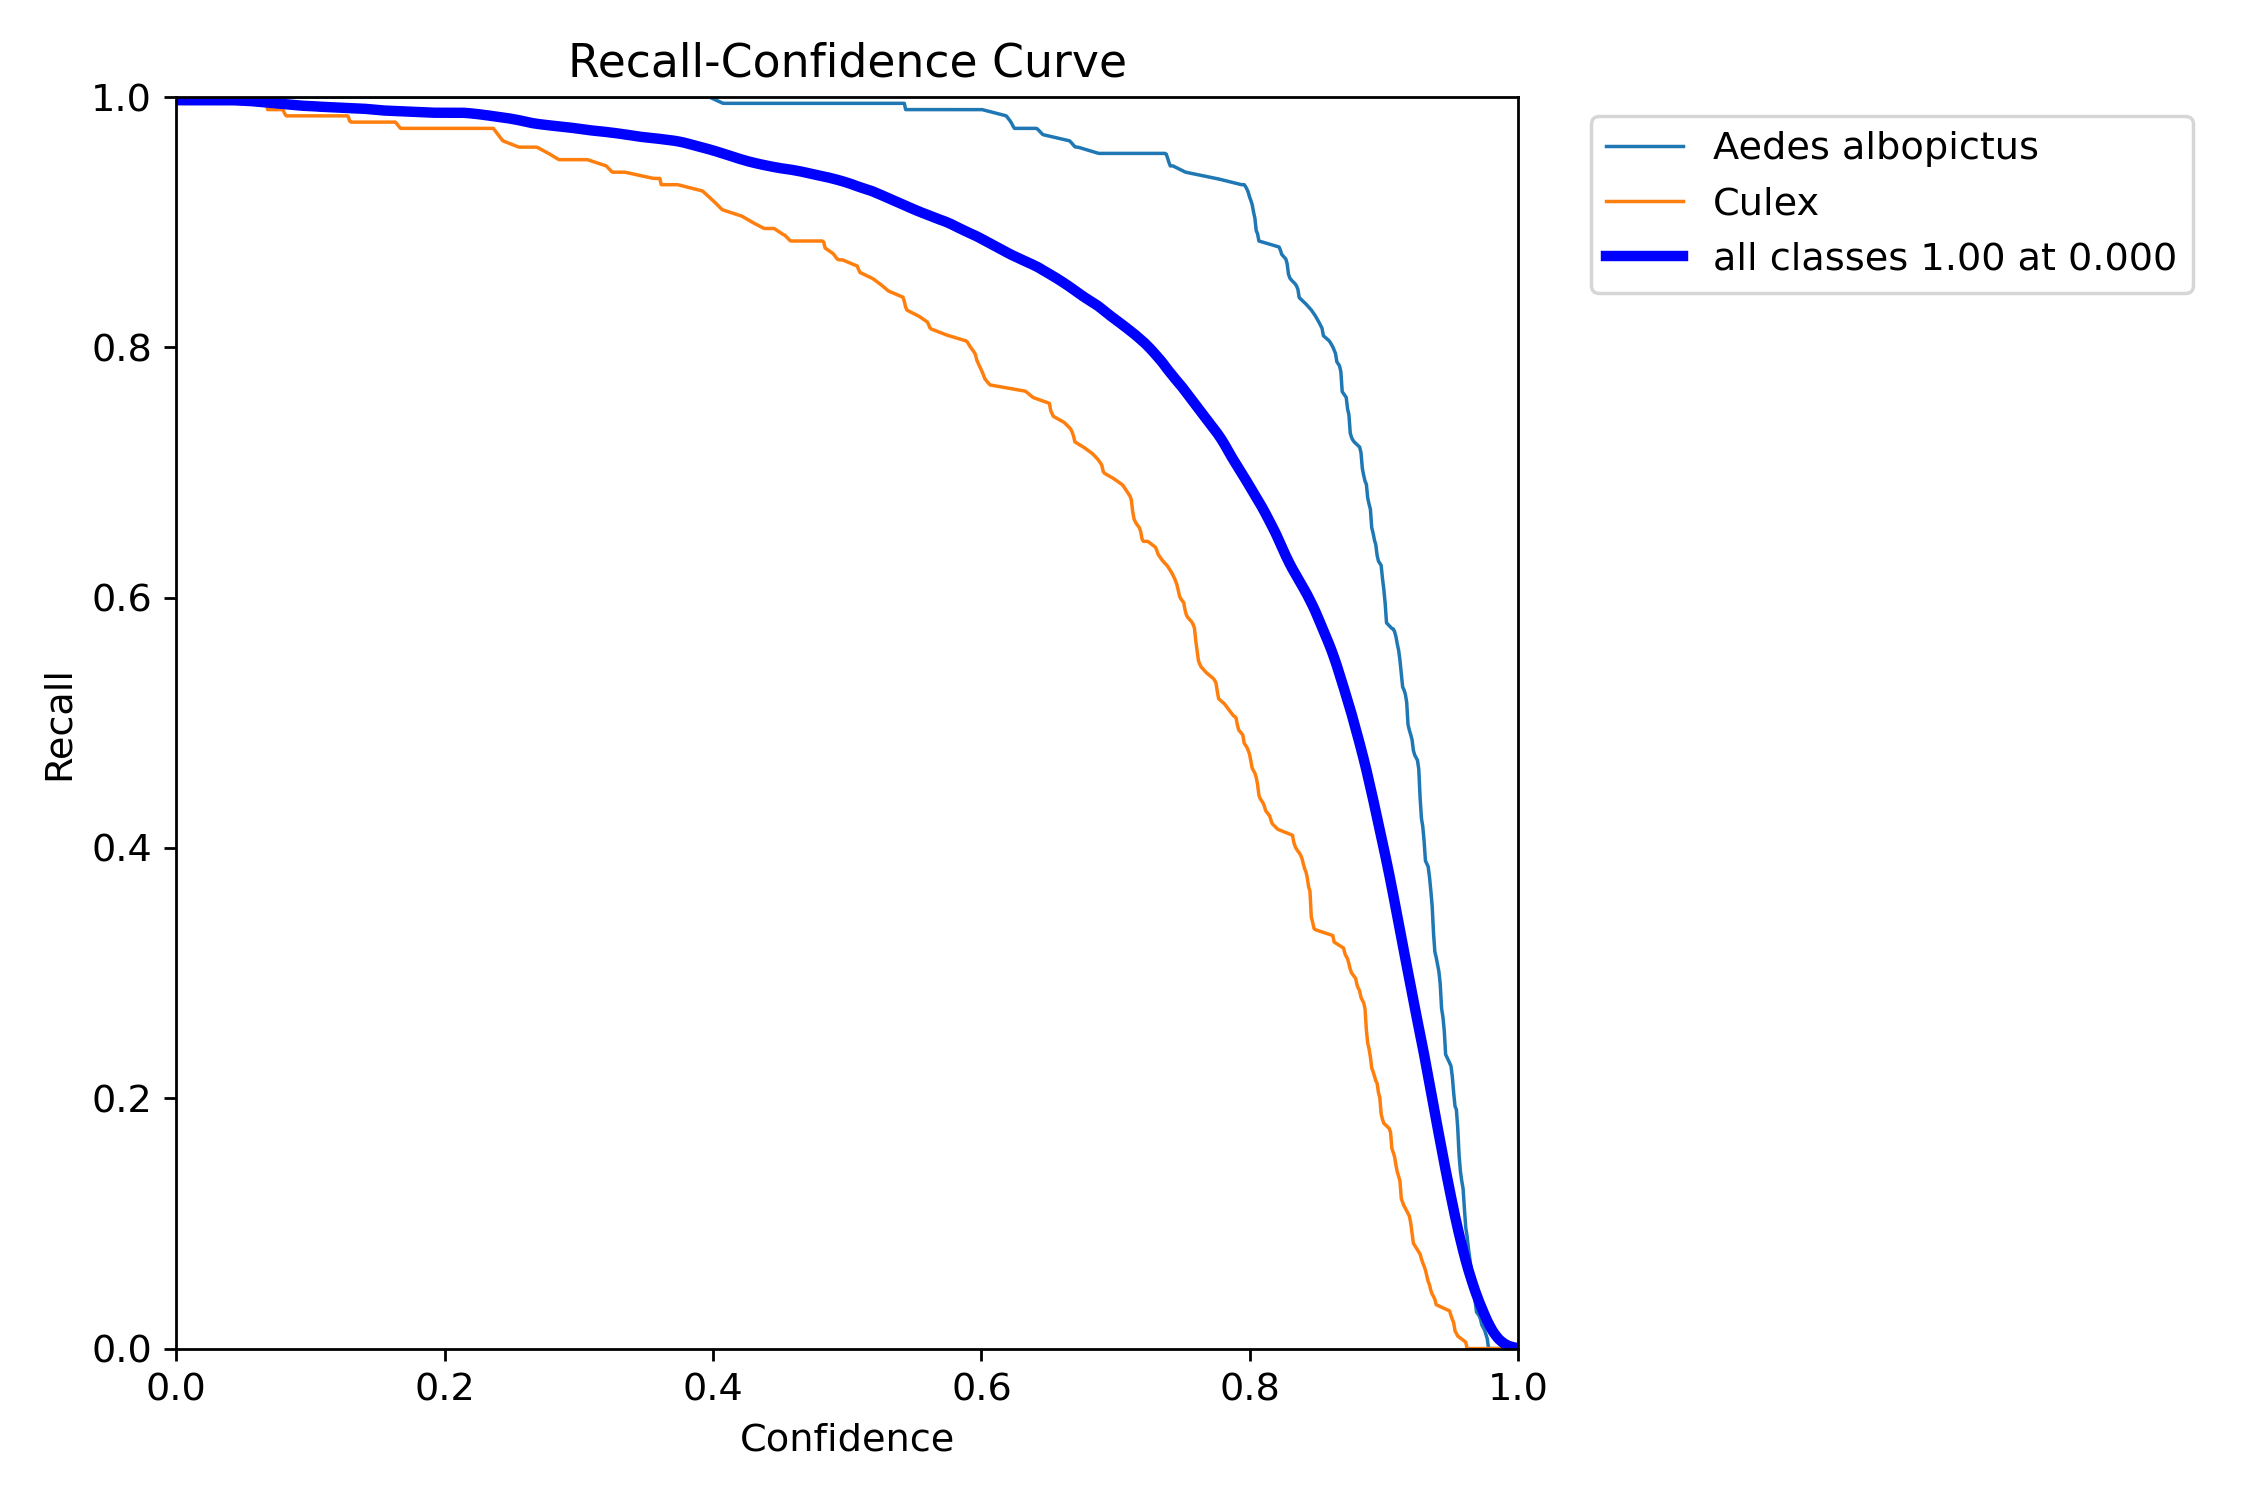 Recall-Confidence Curve
1.0
0.8
0.6
0.4
0.2
0.0
Recall
0.0 0.2 0.4 0.6 0.8 1.0
Confidence
Aedes albopictus
Culex
all classes 1.00 at 0.000